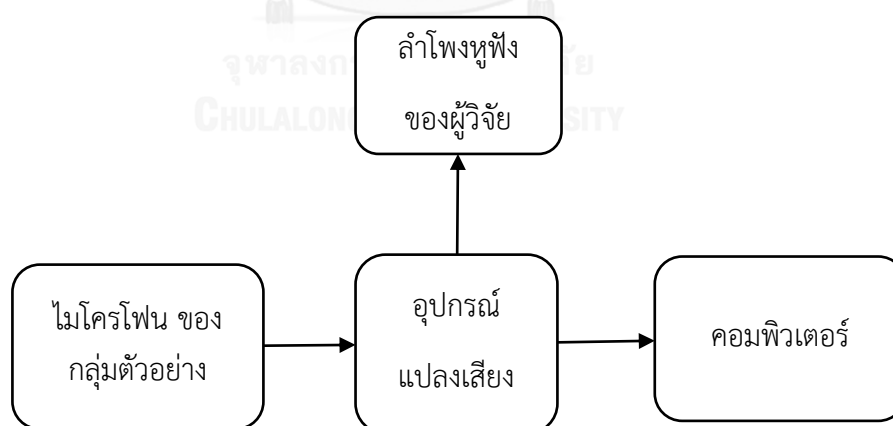 ลำโพงหูฟัง
ของผู้วิจัย
ไมโครโฟน ของ
กลุ่มตัวอย่าง
อุปกรณ์
แปลงเสียง
คอมพิวเตอร์